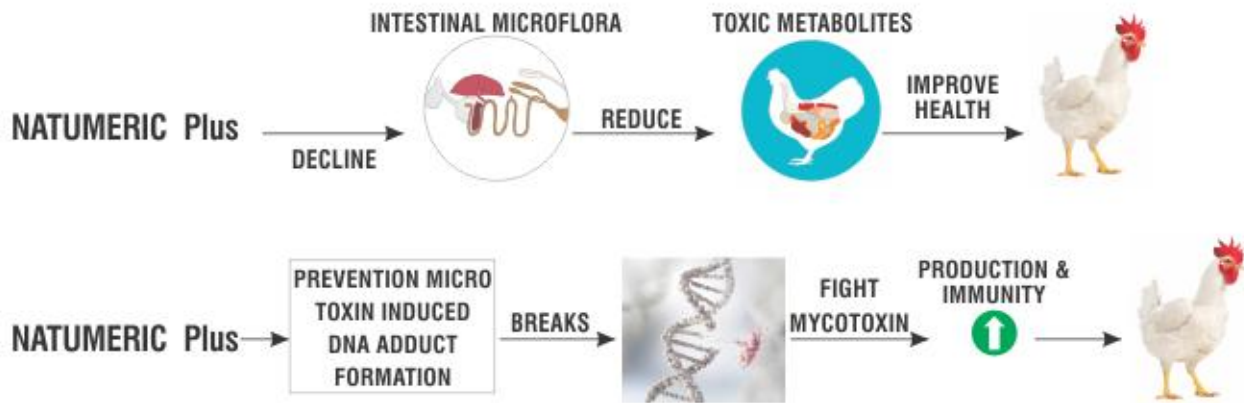 INTESTINAL MICROFLORA
TOXIC METABOLITES
NATUMERIC Plus
DECLINE
REDUCE
IMPROVE
HEALTH
NATUMERIC Plus
PREVENTION MICRO
TOXIN INDUCED
DNA ADDUCT
FORMATION
BREAKS
FIGHT
MYCOTOXIN
PRODUCTION &
IMMUNITY